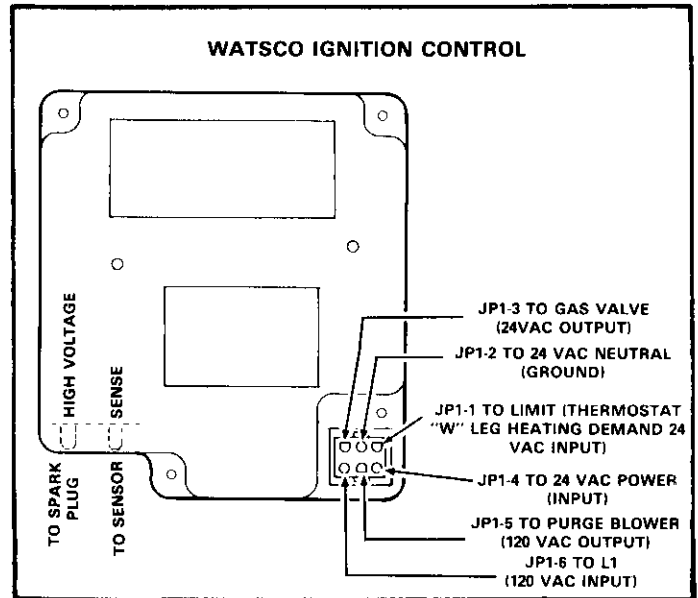 WATSCO IGNITION CONTROL
HIGH VOLTAGE
SENSE
TO SPARK
PLUG
TO SENSOR
JP1-3 TO GAS VALVE
(24VAC OUTPUT)
JP1-2 TO 24 VAC NEUTRAL
(GROUND)
JP1-1 TO LIMIT (THERMOSTAT
"W" LEG HEATING DEMAND 24
VAC INPUT)
JP1-4 TO 24 VAC POWER
(INPUT)
JP1-5 TO PURGE BLOWER
(120 VAC OUTPUT)
JP1-6 TO L1
(120 VAC INPUT)